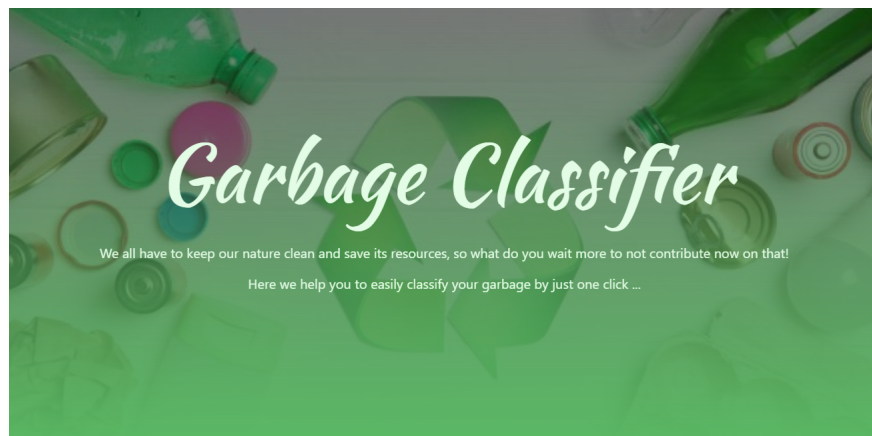 Garbage Classifier
We all have to keep our nature clean and save its resources, so what do you wait more to not contribute now on that!
Here we help you to easily classify your garbage by just one click ...